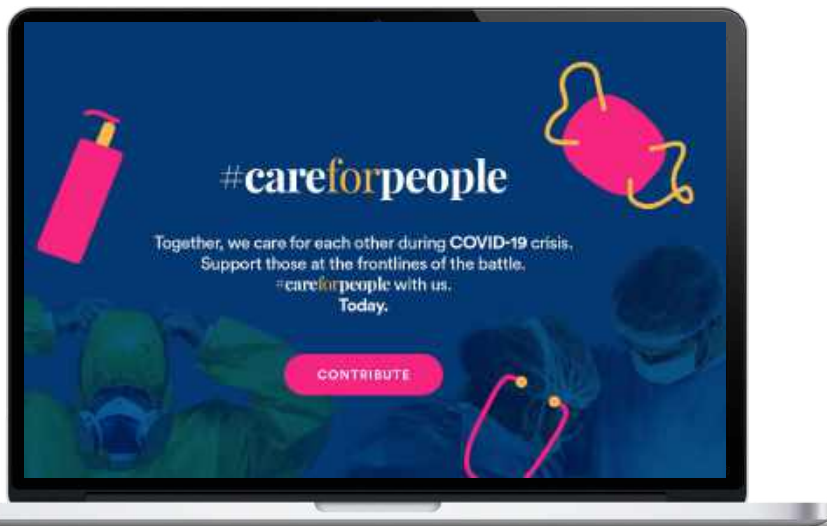 #careforpeople
Together, we care for each other during COVID-19 crisis.
Support those at the frontlines of the battle.
#careforpeople with us.
Today.
CONTRIBUTE